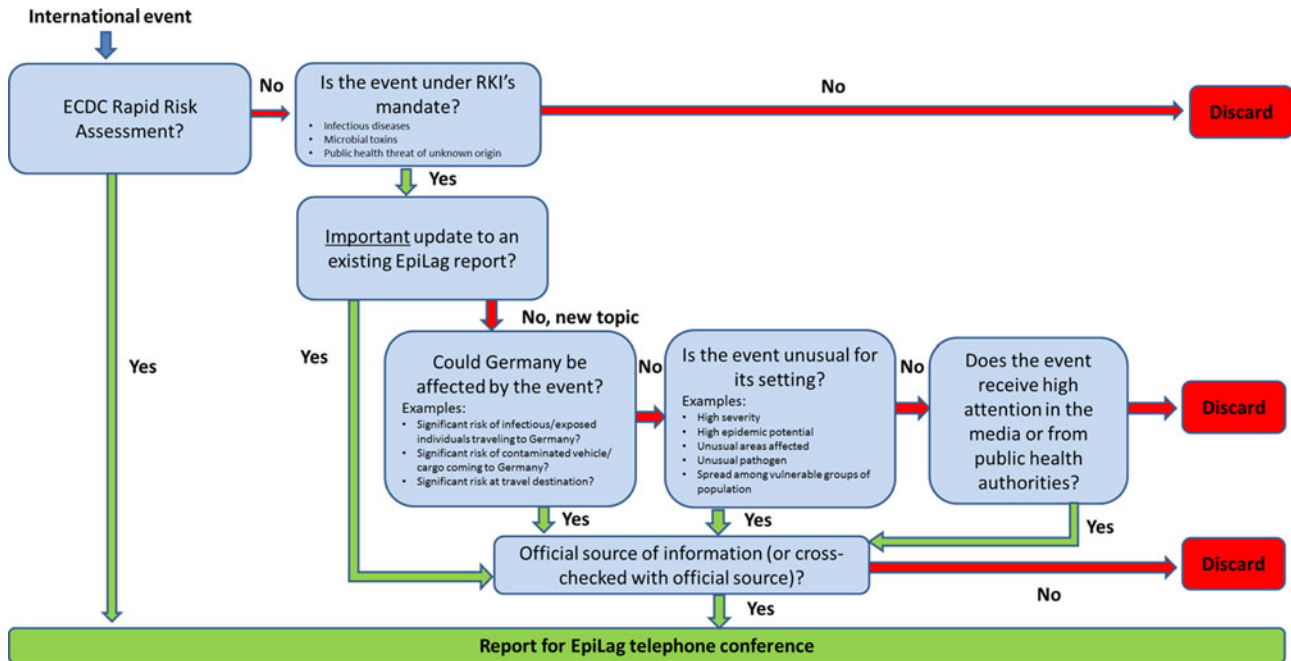 International event
ECDC Rapid Risk
Assessment?
No
Is the event under RKI's
mandate?
• Infectious diseases
• Microbial toxins
• Public health threat of unknown origin
No
Discard
Yes
Important update to an
existing EpiLag report?
No, new topic
Yes
Yes
Could Germany be
affected by the event?
Examples:
• Significant risk of infectious/exposed
individuals traveling to Germany?
• Significant risk of contaminated vehicle/
cargo coming to Germany?
• Significant risk at travel destination?
No
Is the event unusual for
its setting?
Examples:
• High severity
• High epidemic potential
• Unusual areas affected
• Unusual pathogen
• Spread among vulnerable groups of
population
No
Does the event
receive high
attention in the
media or from
public health
authorities?
Discard
Yes
Yes
Yes
Official source of information (or cross-
checked with official source)?
No
Discard
Yes
Report for EpiLag telephone conference